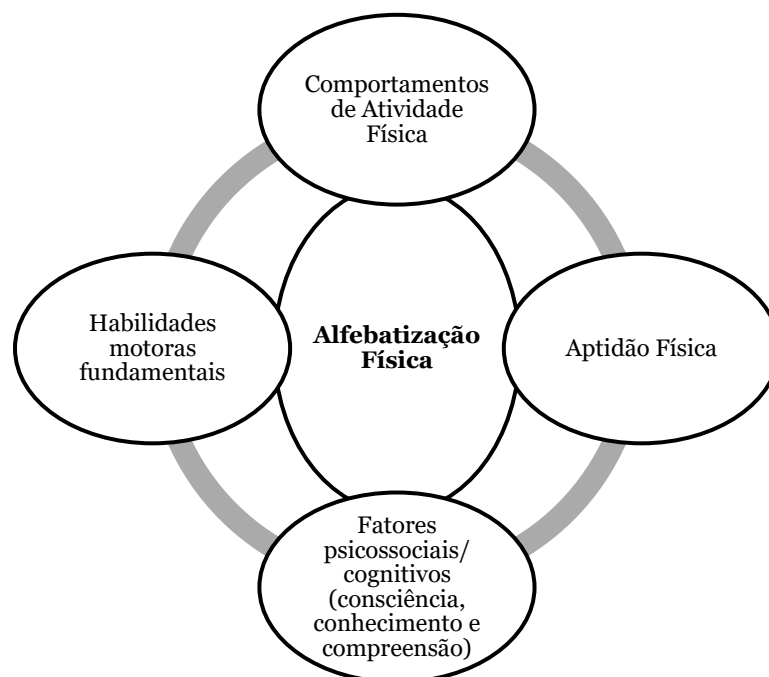 Comportamentos
de Atividade
Física
Habilidades
motoras
fundamentais
Alfebatização
Física
Aptidão Física
Fatores
psicossociais/
cognitivos
(consciência,
conhecimento e
compreensão)